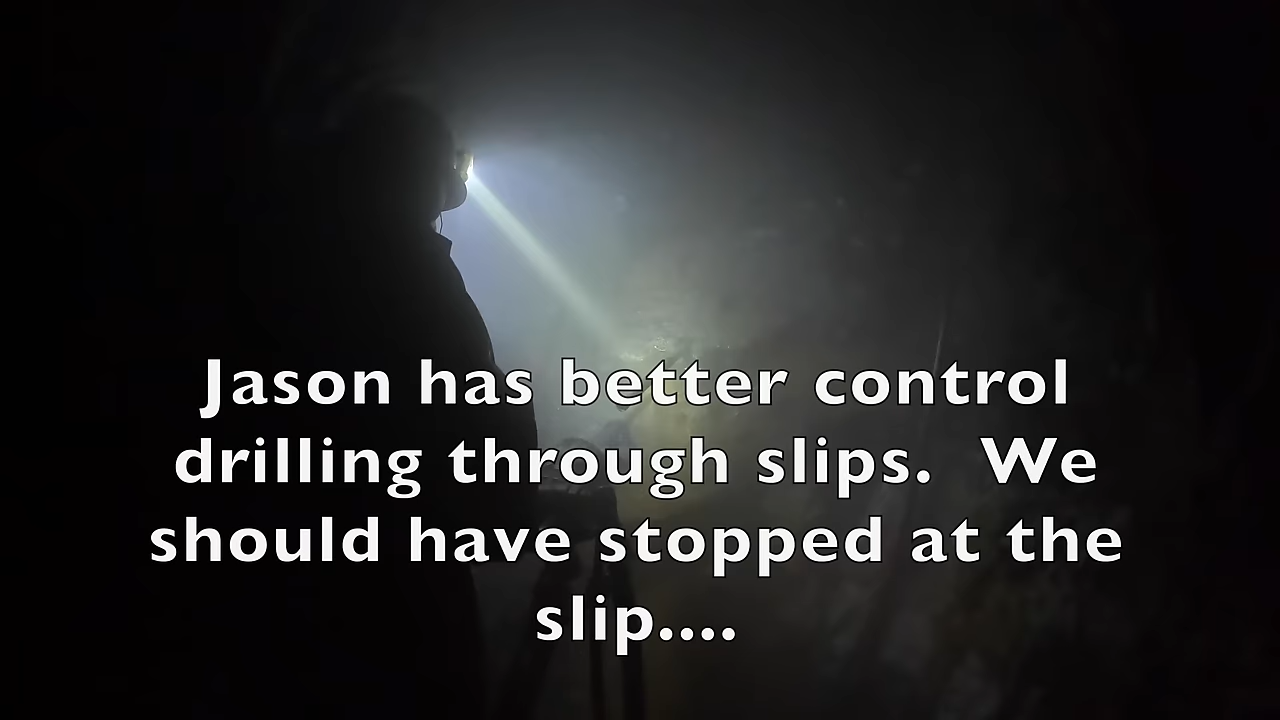 Jason has better control
drilling through slips.  We
should have stopped at the
slip....